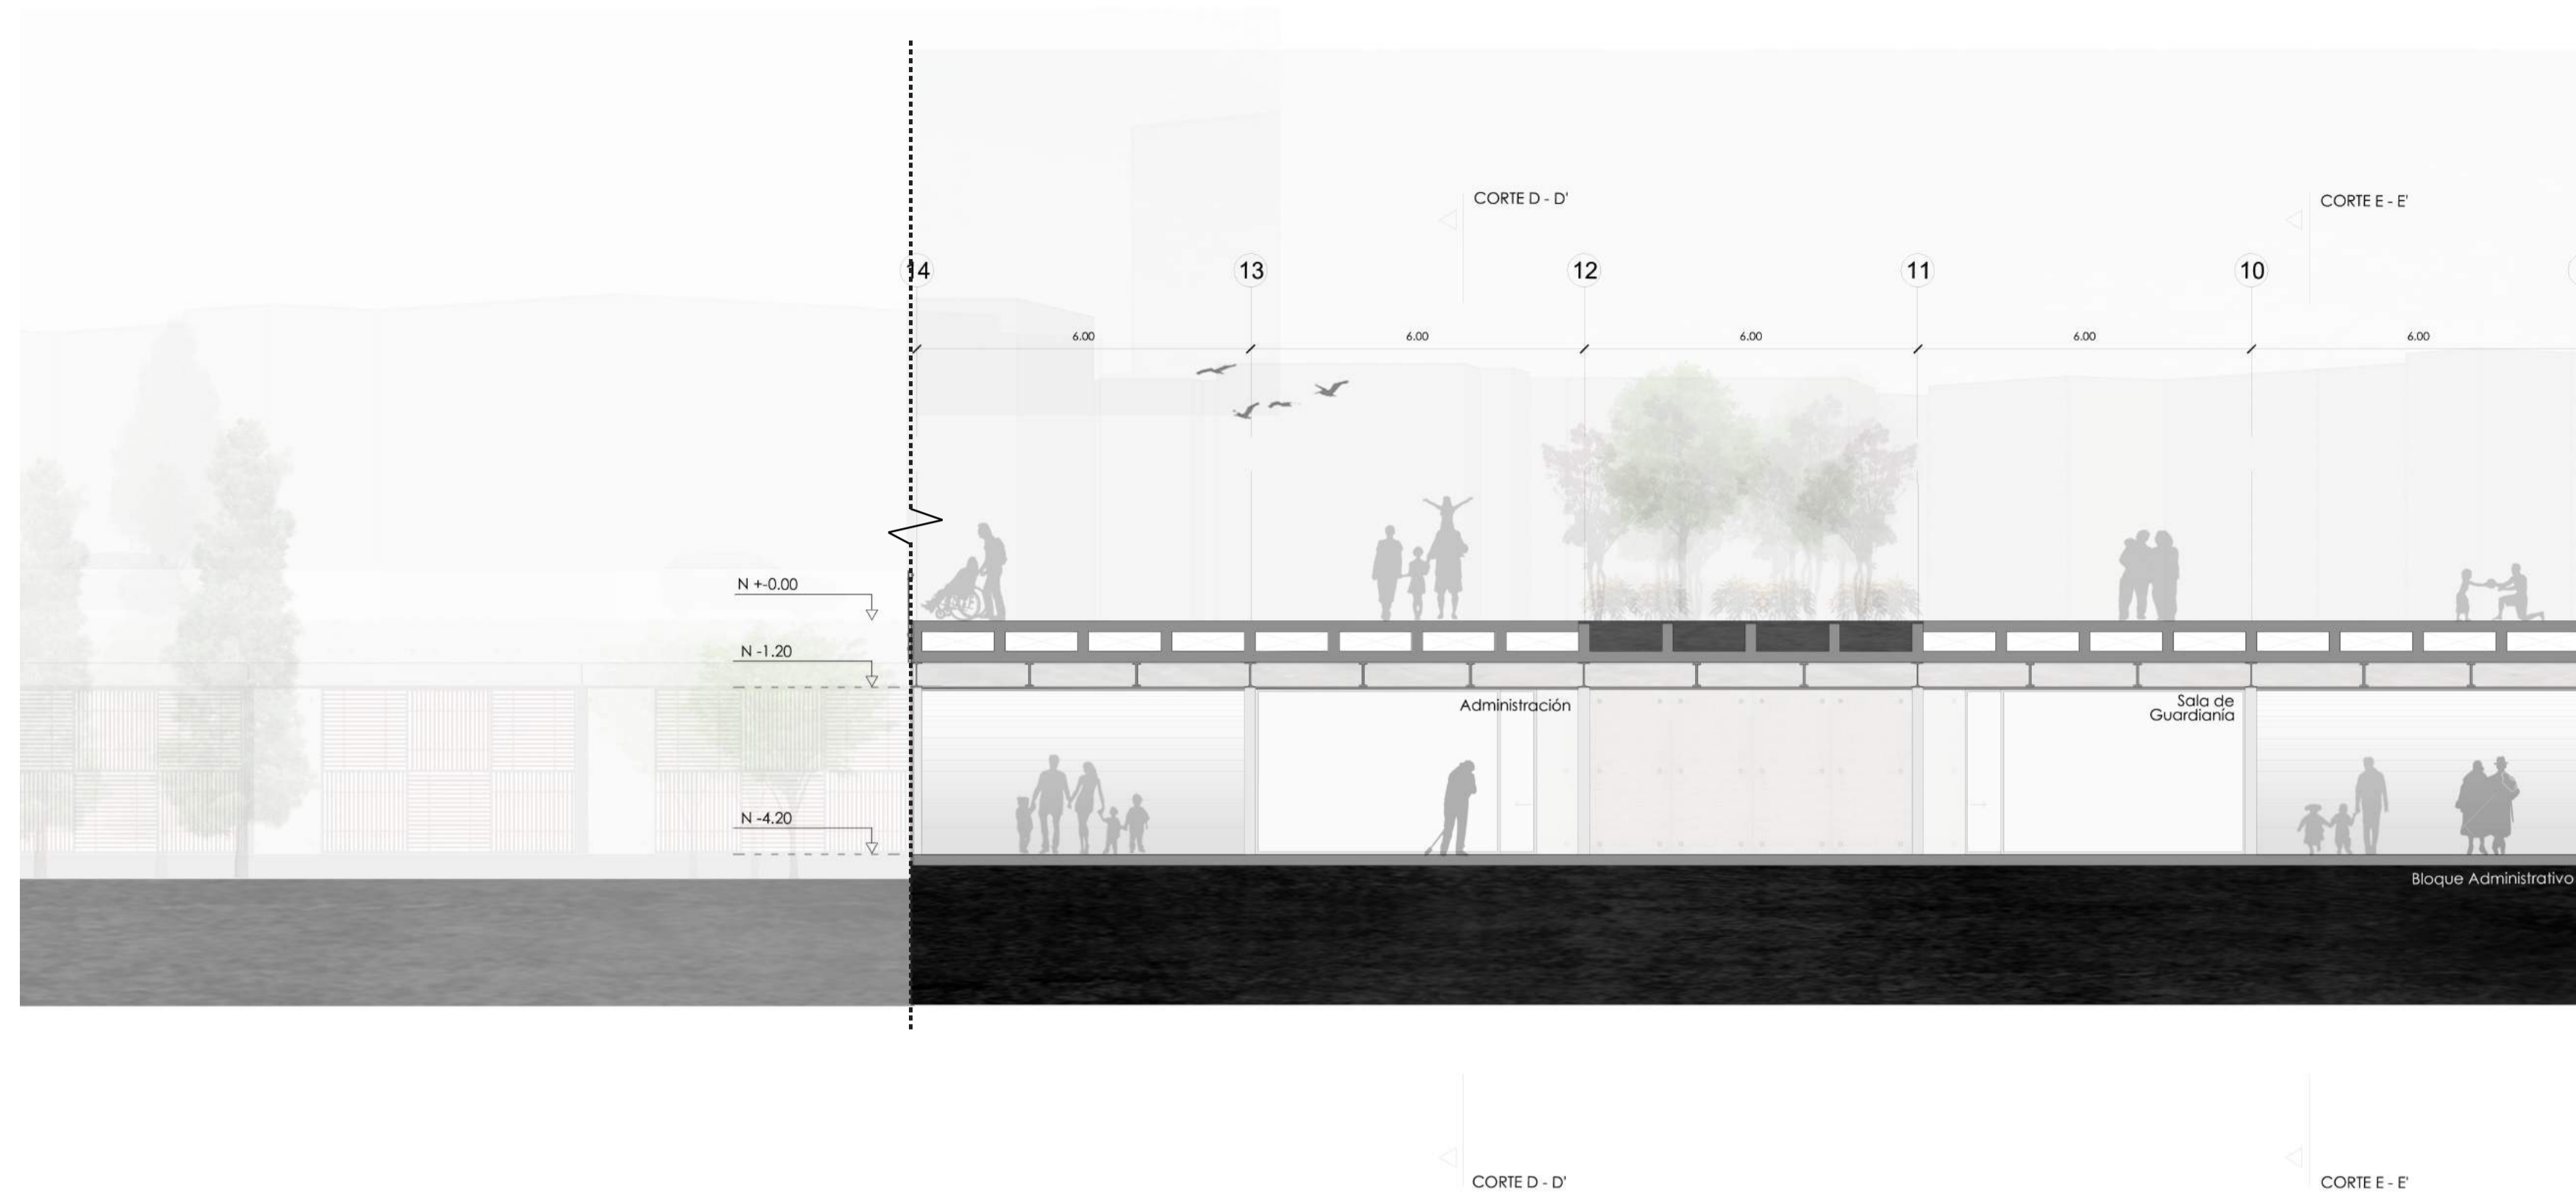 CORTE D - D'
CORTE E - E'
14
13
12
11
10
6.00
6.00
6.00
6.00
6.00
N +-0.00
N -1.20
Administración
Sala de
Guardianía
N -4.20
Bloque Administrativo
CORTE D - D'
CORTE E - E'